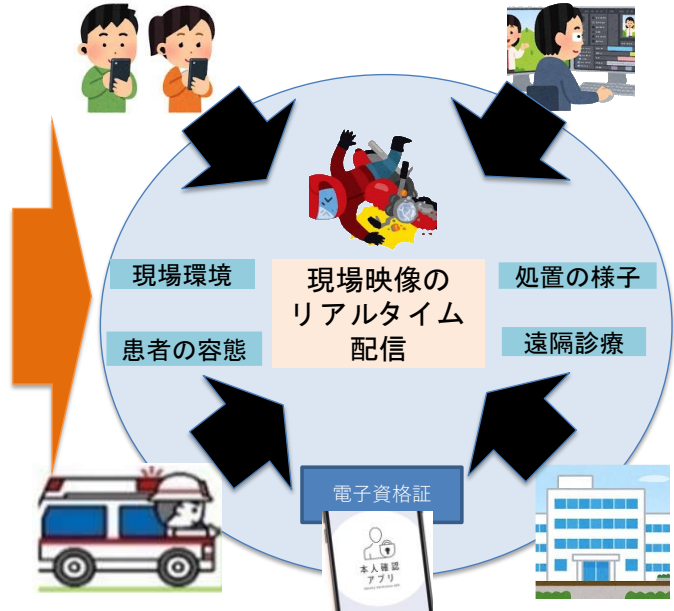 現場環境
患者の容態
現場映像の
リアルタイム
配信
処置の様子
遠隔診療
電子資格証
本人確認
アプリ